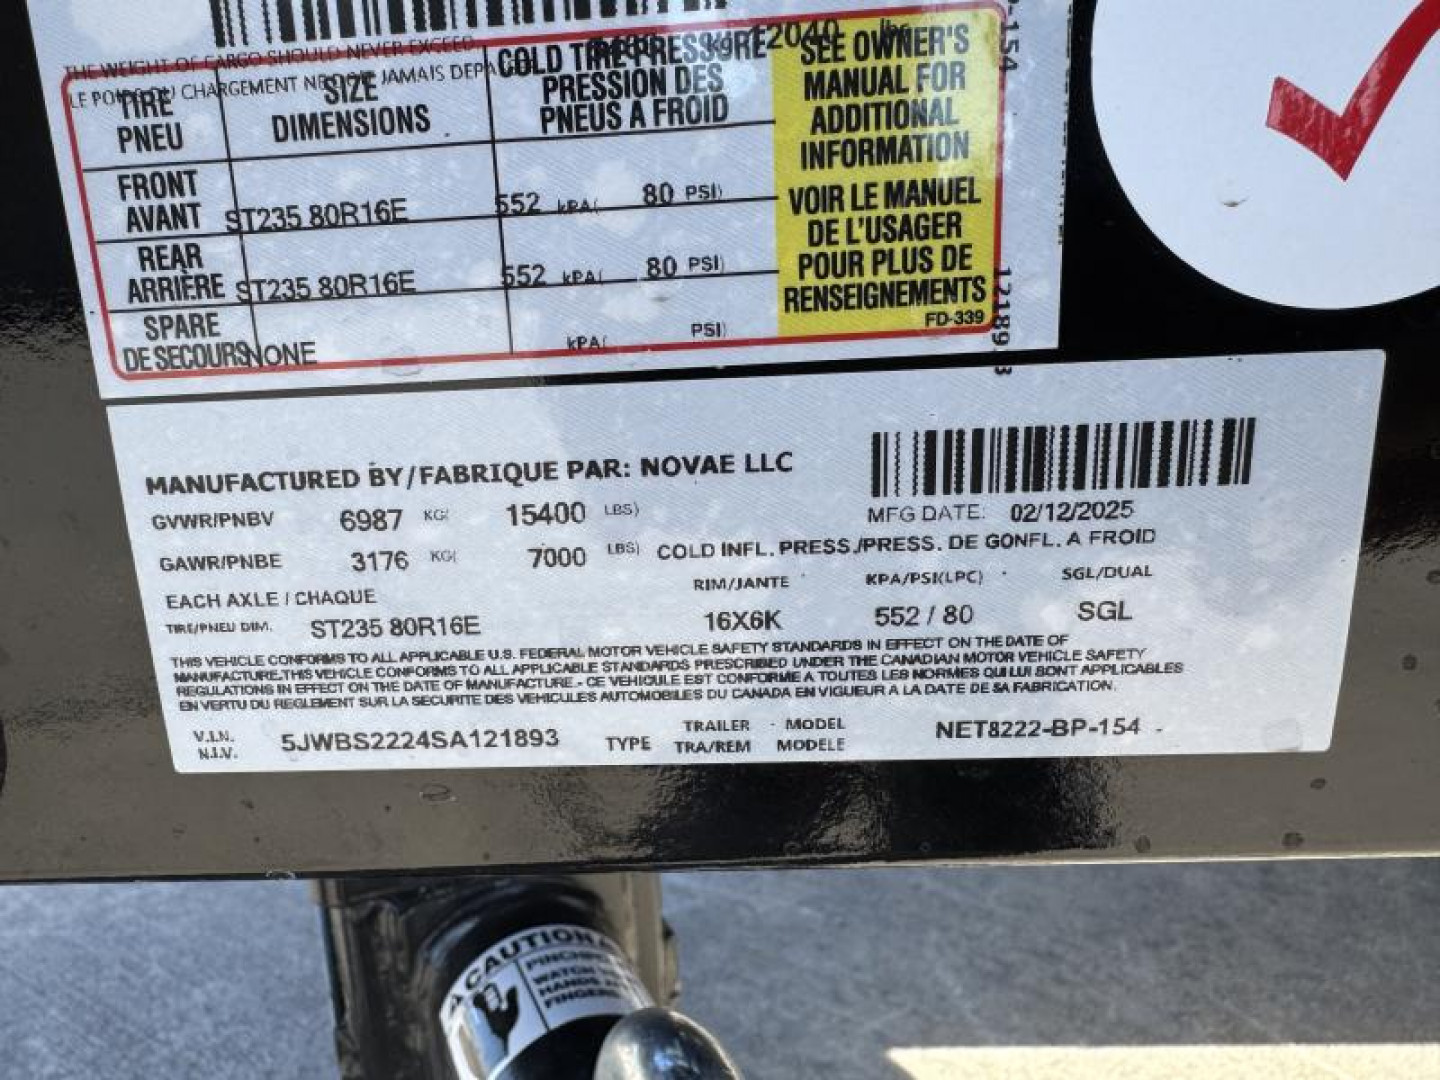 THE WEIGHT OF CARGO SHOULD NEVER EXCEED kg 12040 lbs
LE POIDS DU CHARGEMENT NE DOIT JAMAIS
TIRE
PNEU
SIZE
DIMENSIONS
COLD TIRE PRESSURE
PRESSION DES
PNEUS A FROID
SEE OWNER'S
MANUAL FOR
ADDITIONAL
INFORMATION
VOIR LE MANUEL
DE L'USAGER
POUR PLUS DE
RENSEIGNEMENTS
FD-339
FRONT
AVANT ST235 80R16E 552 kPA( 80 PSI)
REAR
ARRIÈRE ST235 80R16E 552 kPA( 80 PSI)
SPARE
DE SECOURS NONE kPA( PSI)
P-154
MANUFACTURED BY/FABRIQUE PAR: NOVAE LLC
GVWR/PNBV 6987 KG( 15400 LBS)
MFG DATE: 02/12/2025
GAWR/PNBE 3176 KG( 7000 LBS) COLD INFL. PRESS./PRESS. DE GONFL. A FROID
EACH AXLE / CHAQUE
RIM/JANTE KPA/PSI(LPC) SGL/DUAL
TIRE/PNEU DIM. ST235 80R16E 16X6K 552 / 80 SGL
THIS VEHICLE CONFORMS TO ALL APPLICABLE U.S. FEDERAL MOTOR VEHICLE SAFETY STANDARDS IN EFFECT ON THE DATE OF
MANUFACTURE.THIS VEHICLE CONFORMS TO ALL APPLICABLE STANDARDS PRESCRIBED UNDER THE CANADIAN MOTOR VEHICLE SAFETY
REGULATIONS IN EFFECT ON THE DATE OF MANUFACTURE.- CE VEHICULE EST CONFORME A TOUTES LES NORMES QUI LUI SONT APPLICABLES
EN VERTU DU REGLEMENT SUR LA SECURITE DES VEHICULES AUTOMOBILES DU CANADA EN VIGUEUR A LA DATE DE SA FABRICATION.
V.I.N.
N.I.V. 5JWBS2224SA121893
TYPE
TRAILER
TRA/REM
MODEL
MODELE
NET8222-BP-154
CAUTION
PINCH
WATCH
HANDS
FINGERS